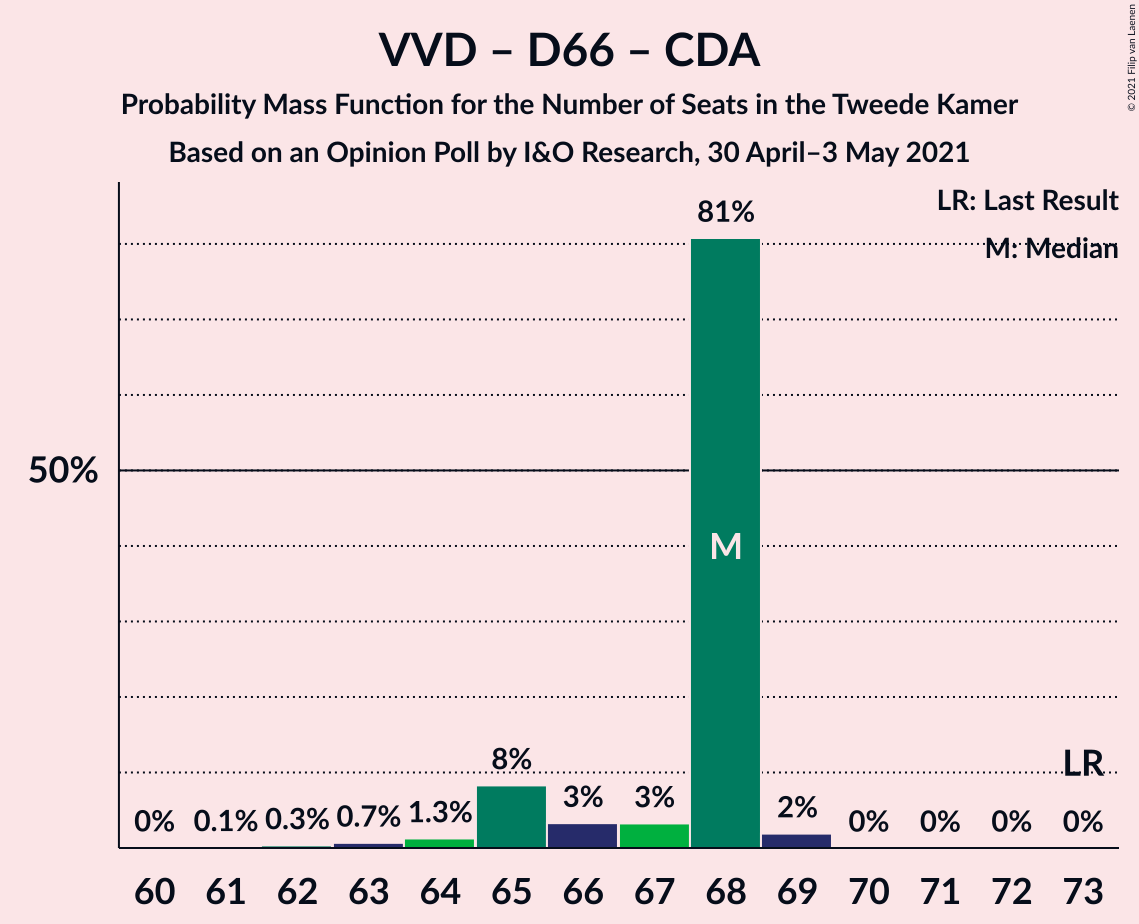 VVD – D66 – CDA
Probability Mass Function for the Number of Seats in the Tweede Kamer
Based on an Opinion Poll by I&O Research, 30 April–3 May 2021
© 2021 Filip van Laenen
LR: Last Result
M: Median
81%
50%
M
8%
LR
0% 0.1% 0.3% 0.7% 1.3% 3% 3% 2% 0% 0% 0% 0%
60 61 62 63 64 65 66 67 68 69 70 71 72 73